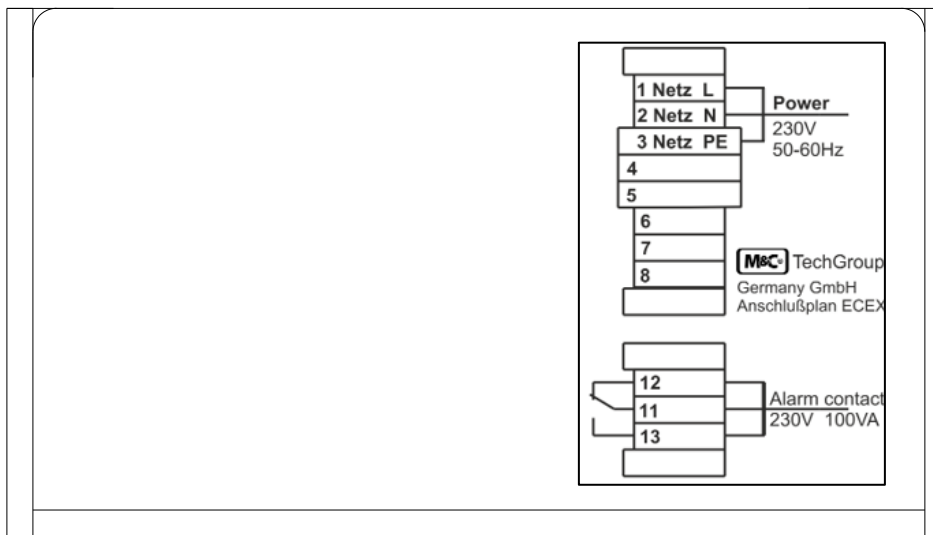 1 Netz L
2 Netz N
3 Netz PE
4
5
6
7
8
Power
230V
50-60Hz
M&C® TechGroup
Germany GmbH
Anschlußplan ECEX
12
11
13
Alarm contact
230V 100VA